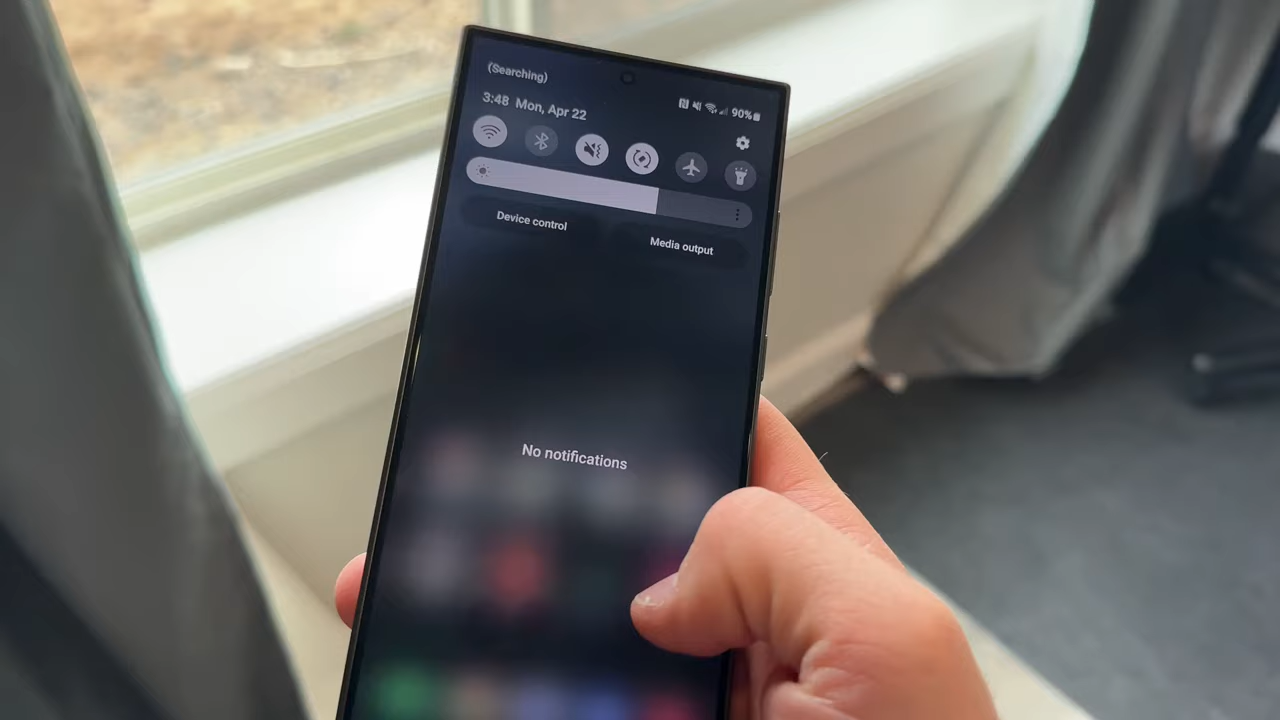 (Searching)
3:48 Mon, Apr 22
90%
Device control
Media output
No notifications